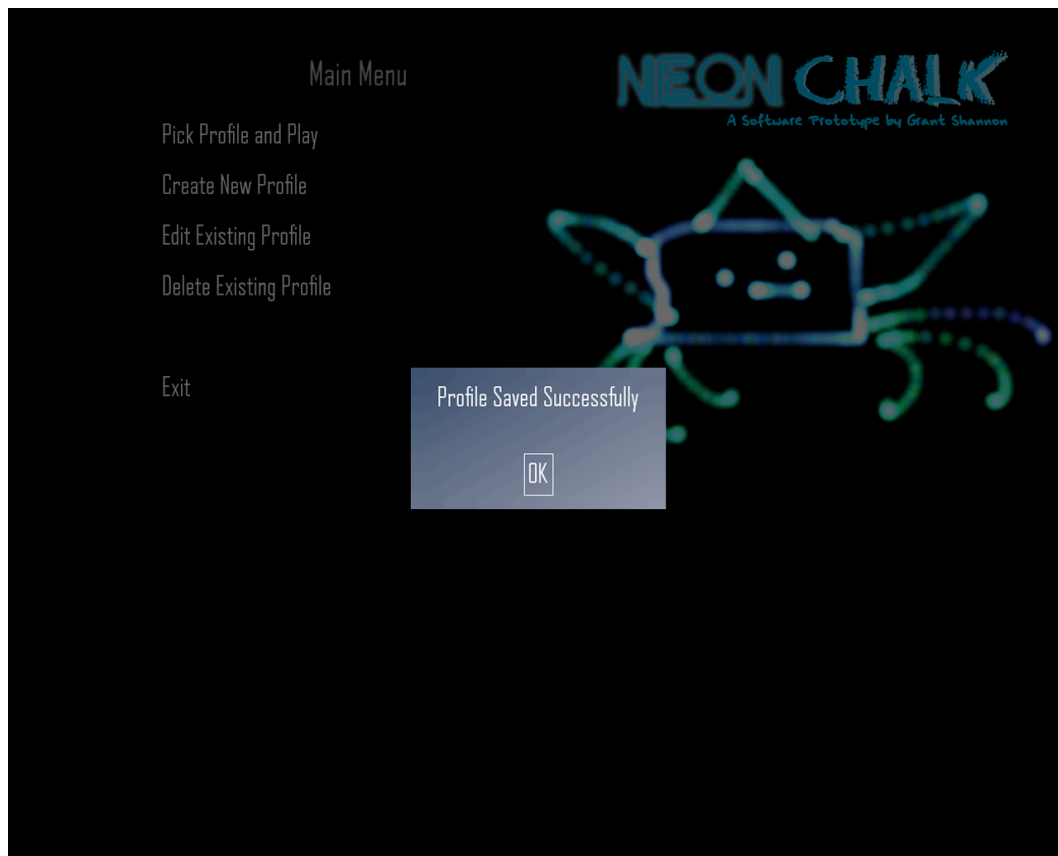 Main Menu
NEON CHALK
A Software Prototype by Grant Shannon
Pick Profile and Play
Create New Profile
Edit Existing Profile
Delete Existing Profile
Exit
Profile Saved Successfully
OK